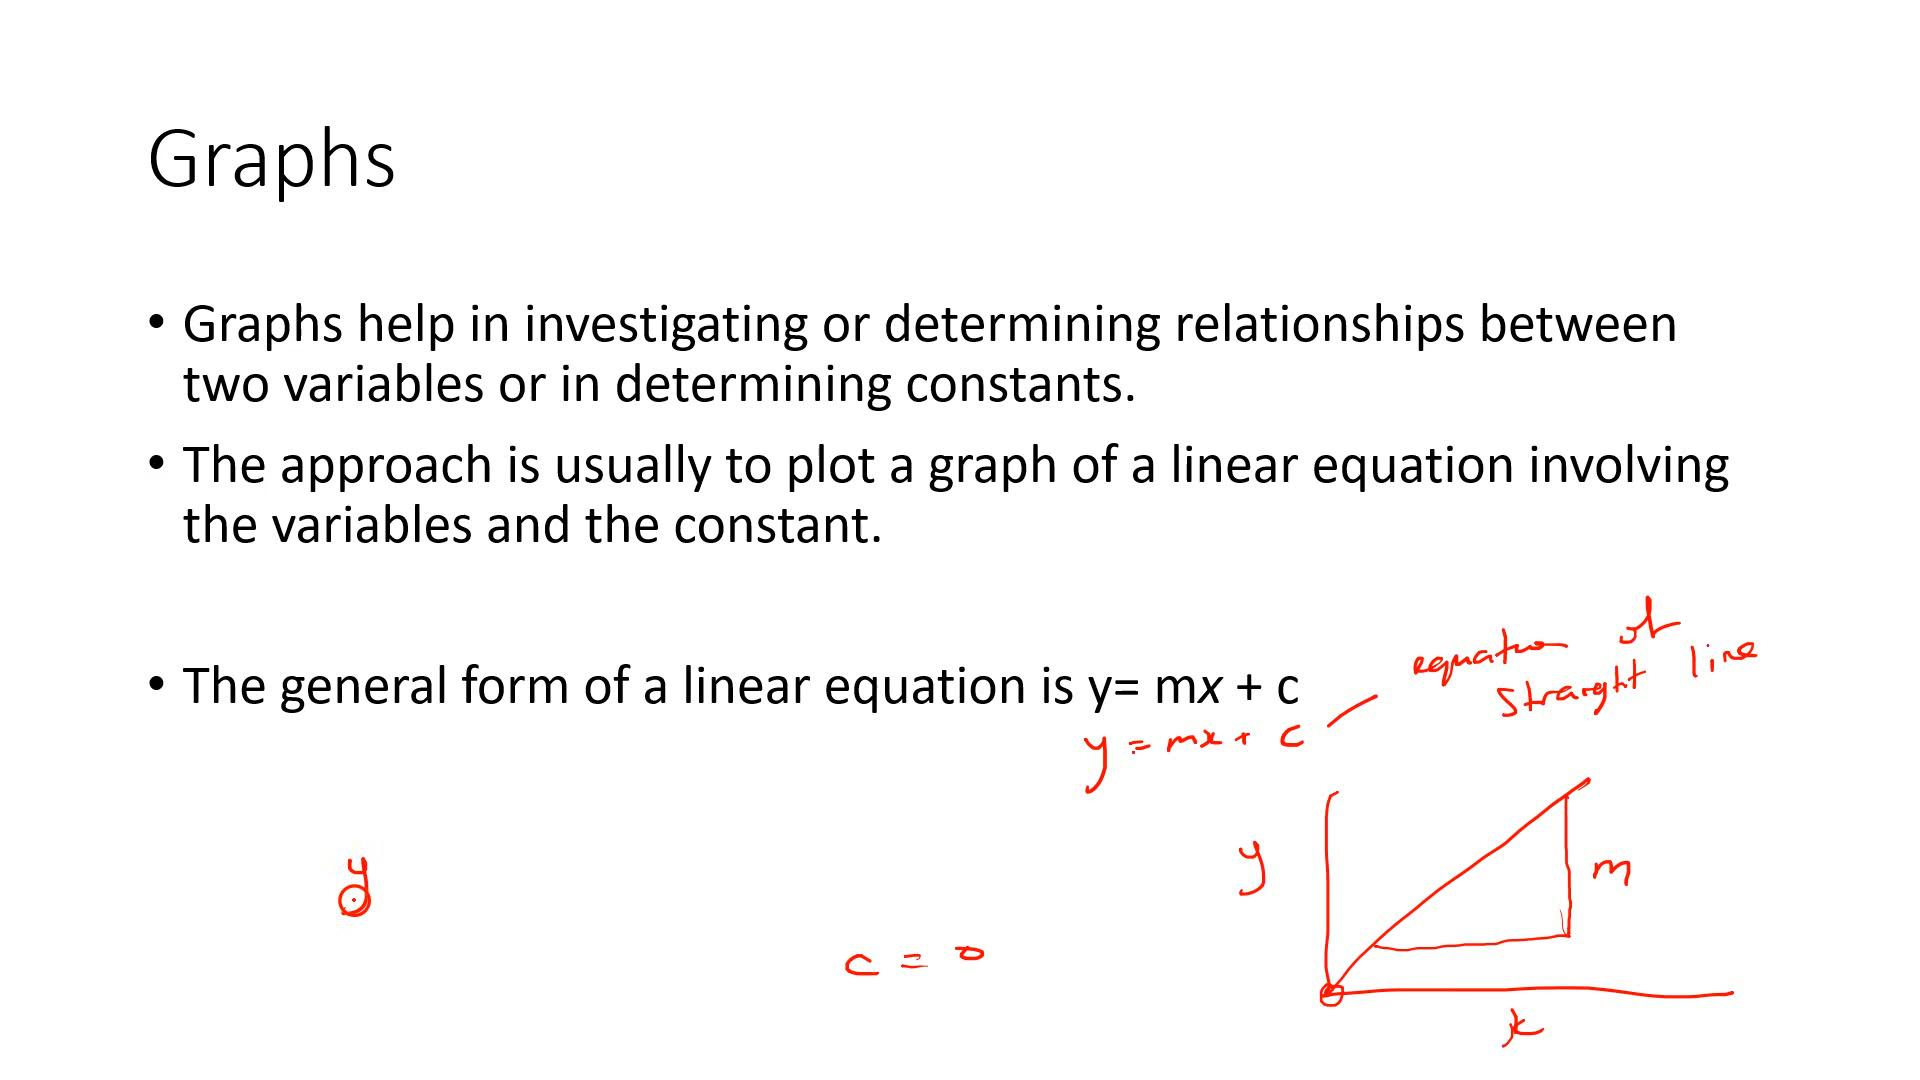 Graphs
• Graphs help in investigating or determining relationships between
two variables or in determining constants.
• The approach is usually to plot a graph of a linear equation involving
the variables and the constant.
equation of
straight line
• The general form of a linear equation is y= mx + c
y = mx + c
y
y
m
c = 0
x